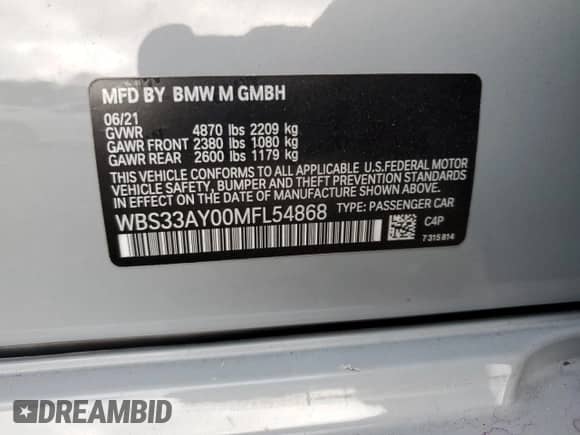 MFD BY BMW M GMBH
06/21
GVWR 4870 lbs 2209 kg
GAWR FRONT 2380 lbs 1080 kg
GAWR REAR 2600 lbs 1179 kg
THIS VEHICLE CONFORMS TO ALL APPLICABLE U.S.FEDERAL MOTOR
VEHICLE SAFETY, BUMPER AND THEFT PREVENTION STANDARDS
IN EFFECT ON THE DATE OF MANUFACTURE SHOWN ABOVE.
WBS33AY00MFL54868 TYPE: PASSENGER CAR
C4P
7315814
DREAMBID